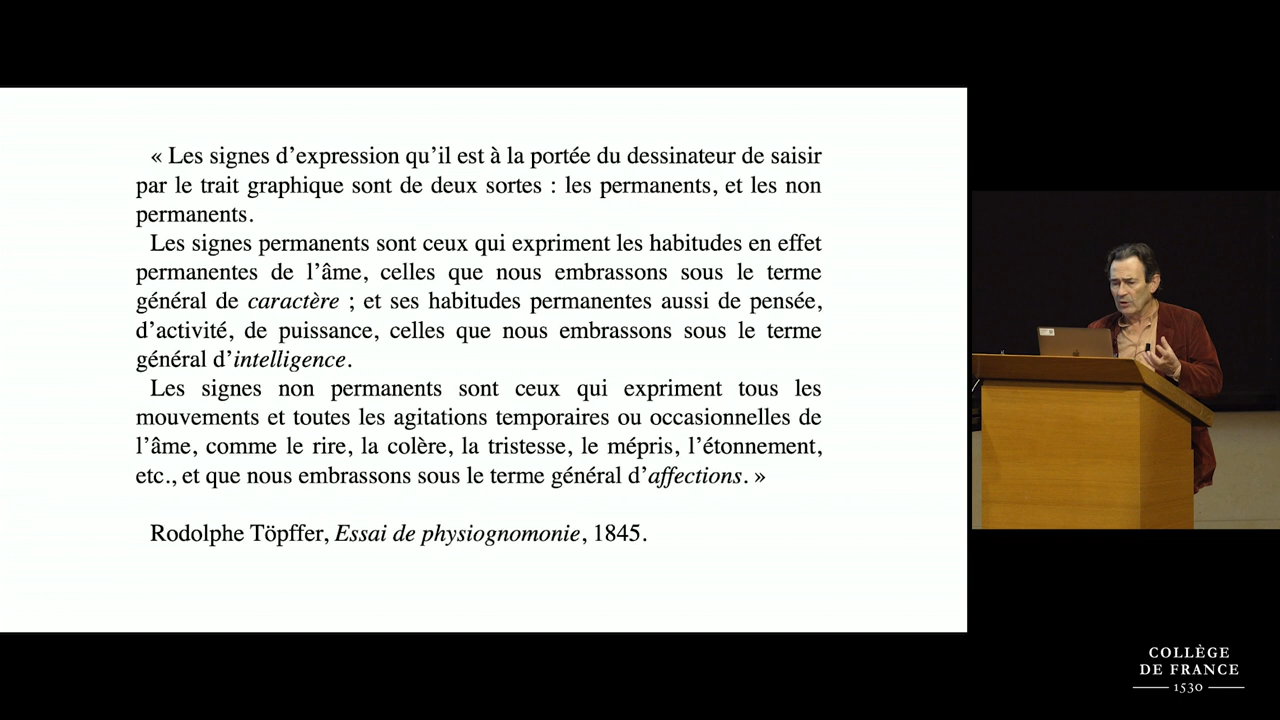 « Les signes d’expression qu’il est à la portée du dessinateur de saisir
par le trait graphique sont de deux sortes : les permanents, et les non
permanents.
Les signes permanents sont ceux qui expriment les habitudes en effet
permanentes de l’âme, celles que nous embrassons sous le terme
général de caractère ; et ses habitudes permanentes aussi de pensée,
d’activité, de puissance, celles que nous embrassons sous le terme
général d’intelligence.
Les signes non permanents sont ceux qui expriment tous les
mouvements et toutes les agitations temporaires ou occasionnelles de
l’âme, comme le rire, la colère, la tristesse, le mépris, l’étonnement,
etc., et que nous embrassons sous le terme général d’affections. »
Rodolphe Töpffer, Essai de physiognomonie, 1845.
COLLÈGE
DE FRANCE
1530